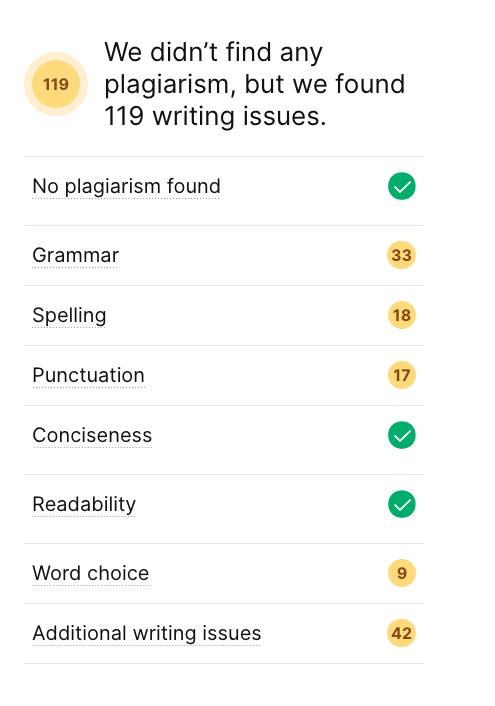 119
We didn’t find any
plagiarism, but we found
119 writing issues.
No plagiarism found
Grammar 33
Spelling 18
Punctuation 17
Conciseness
Readability
Word choice 9
Additional writing issues 42